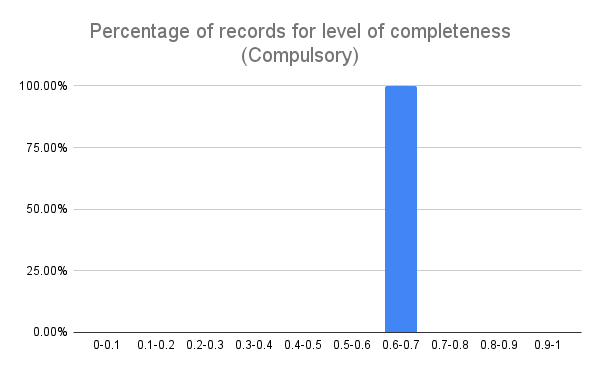 Percentage of records for level of completeness
(Compulsory)
100.00%
75.00%
50.00%
25.00%
0.00%
0-0.1 0.1-0.2 0.2-0.3 0.3-0.4 0.4-0.5 0.5-0.6 0.6-0.7 0.7-0.8 0.8-0.9 0.9-1